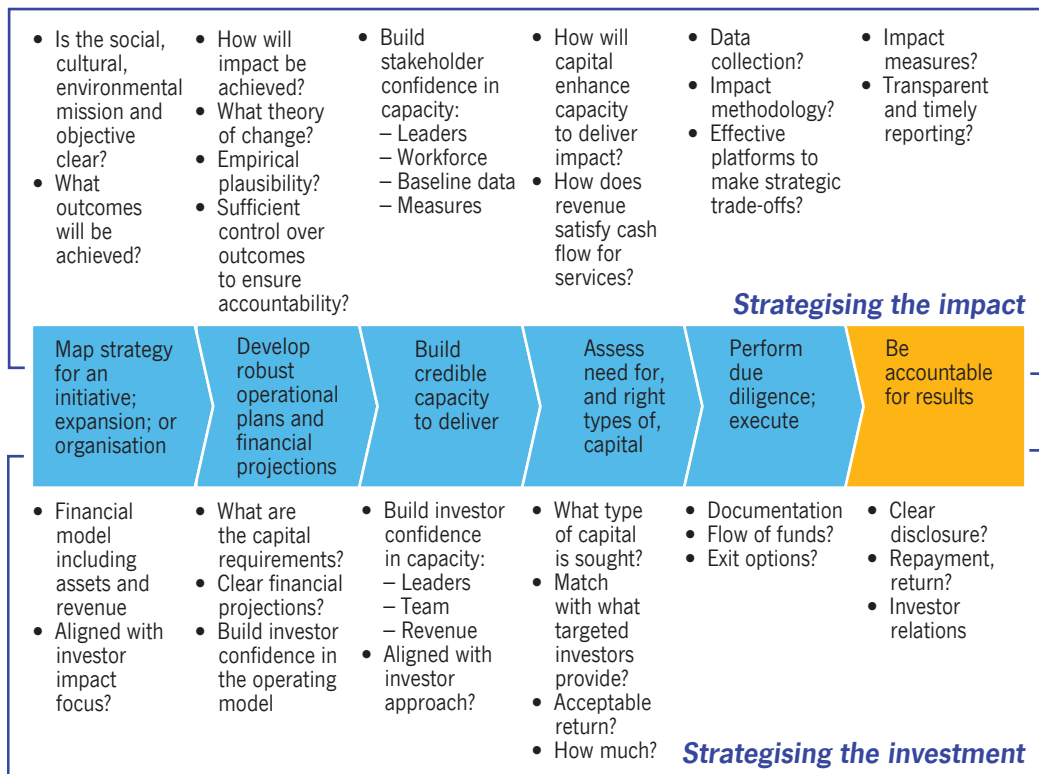 • Is the social,
cultural,
environmental
mission and
objective
clear?
• What
outcomes
will be
achieved?
• How will
impact be
achieved?
• What theory
of change?
• Empirical
plausibility?
• Sufficient
control over
outcomes
to ensure
accountability?
• Build
stakeholder
confidence in
capacity:
– Leaders
– Workforce
– Baseline data
– Measures
• How will
capital
enhance
capacity
to deliver
impact?
• How does
revenue
satisfy cash
flow for
services?
• Data
collection?
• Impact
methodology?
• Effective
platforms to
make strategic
trade-offs?
• Impact
measures?
• Transparent
and timely
reporting?
Strategising the impact
Map strategy
for an
initiative;
expansion; or
organisation
Develop
robust
operational
plans and
financial
projections
Build
credible
capacity
to deliver
Assess
need for,
and right
types of,
capital
Perform
due
diligence;
execute
Be
accountable
for results
• Financial
model
including
assets and
revenue
• Aligned with
investor
impact
focus?
• What are
the capital
requirements?
• Clear financial
projections?
• Build investor
confidence in
the operating
model
• Build investor
confidence
in capacity:
– Leaders
– Team
– Revenue
• Aligned with
investor
approach?
• What type
of capital
is sought?
• Match
with what
targeted
investors
provide?
• Acceptable
return?
• How much?
• Documentation
• Flow of funds?
• Exit options?
• Clear
disclosure?
• Repayment,
return?
• Investor
relations
Strategising the investment